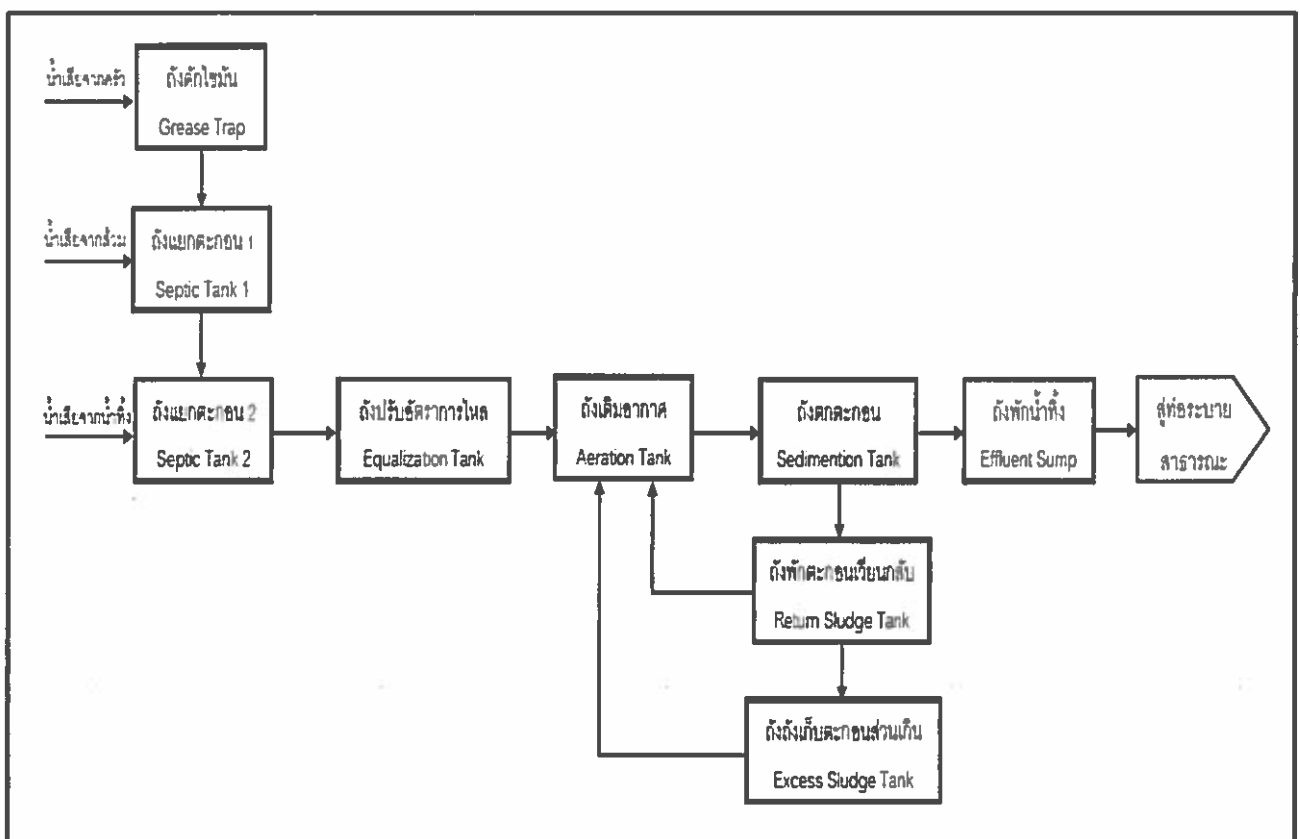 น้ำเสียจากครัว
ถังดักไขมัน
Grease Trap
น้ำเสียจากส้วม
ถังแยกตะกอน 1
Septic Tank 1
น้ำเสียจากน้ำทิ้ง
ถังแยกตะกอน 2
Septic Tank 2
ถังปรับอัตราการไหล
Equalization Tank
ถังเติมอากาศ
Aeration Tank
ถังตกตะกอน
Sedimention Tank
ถังพักน้ำทิ้ง
Effluent Sump
สู่ท่อระบาย
สาธารณะ
ถังพักตะกอนเวียนกลับ
Return Sludge Tank
ถังถังเก็บตะกอนส่วนเกิน
Excess Sludge Tank